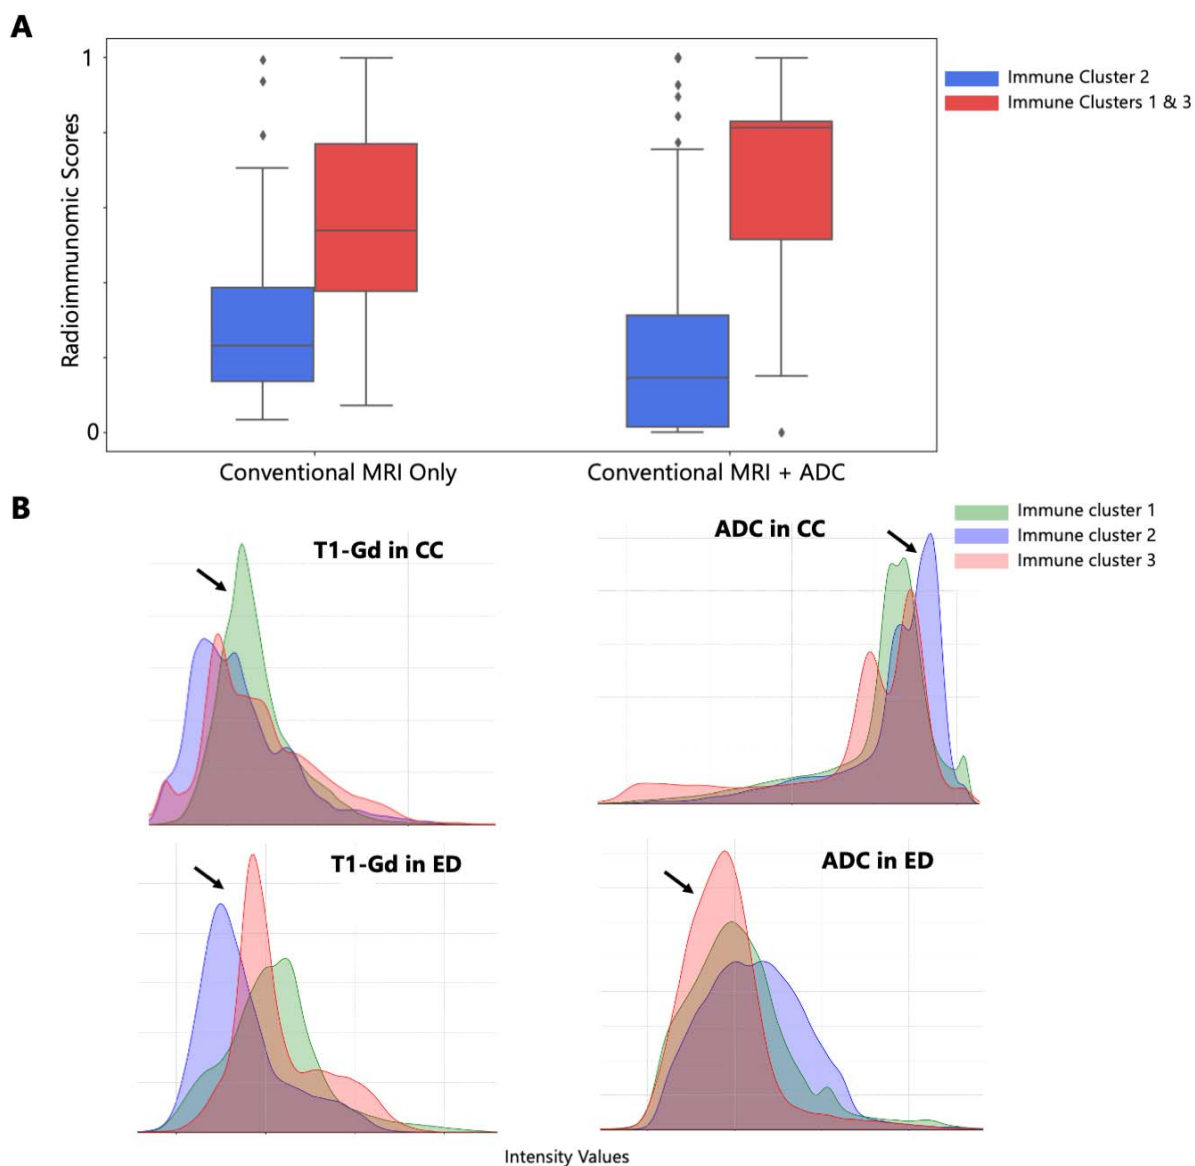 A
1
Radioimmunomic Scores
0
Conventional MRI Only
Conventional MRI + ADC
Immune Cluster 2
Immune Clusters 1 & 3
B
T1-Gd in CC
ADC in CC
Immune cluster 1
Immune cluster 2
Immune cluster 3
T1-Gd in ED
ADC in ED
Intensity Values